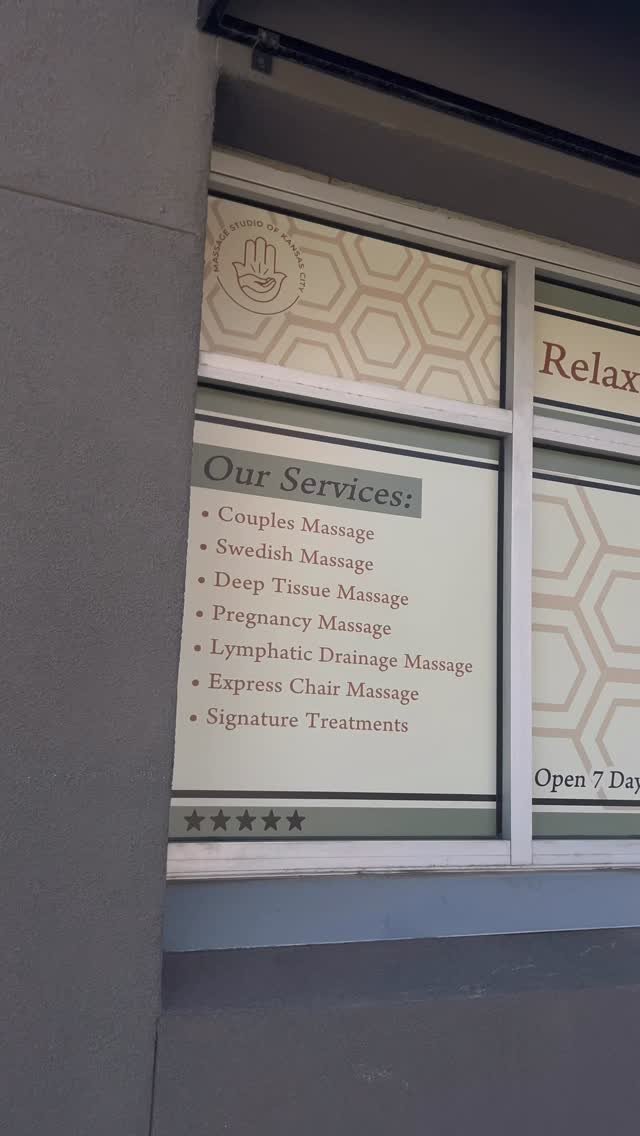 MASSAGE STUDIO OF KANSAS CITY
Relax
Our Services:
• Couples Massage
• Swedish Massage
• Deep Tissue Massage
• Pregnancy Massage
• Lymphatic Drainage Massage
• Express Chair Massage
• Signature Treatments
Open 7 Day